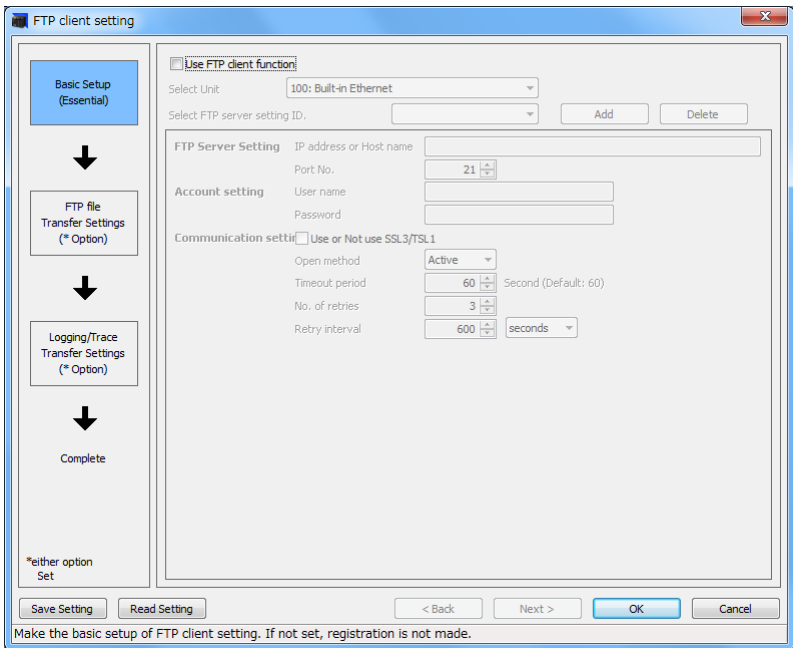 FTP client setting
Basic Setup
(Essential)
FTP file
Transfer Settings
(* Option)
Logging/Trace
Transfer Settings
(* Option)
Complete
*either option
Set
Use FTP client function
Select Unit 100: Built-in Ethernet
Select FTP server setting ID. Add Delete
FTP Server Setting IP address or Host name
Port No. 21
Account setting User name
Password
Communication settin Use or Not use SSL3/TSL1
Open method Active
Timeout period 60 Second (Default: 60)
No. of retries 3
Retry interval 600 seconds
Save Setting Read Setting < Back Next > OK Cancel
Make the basic setup of FTP client setting. If not set, registration is not made.